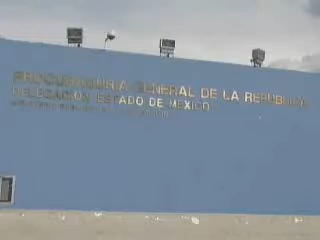 PROCURADURIA GENERAL DE LA REPUBLICA
DELEGACION ESTADO DE MEXICO